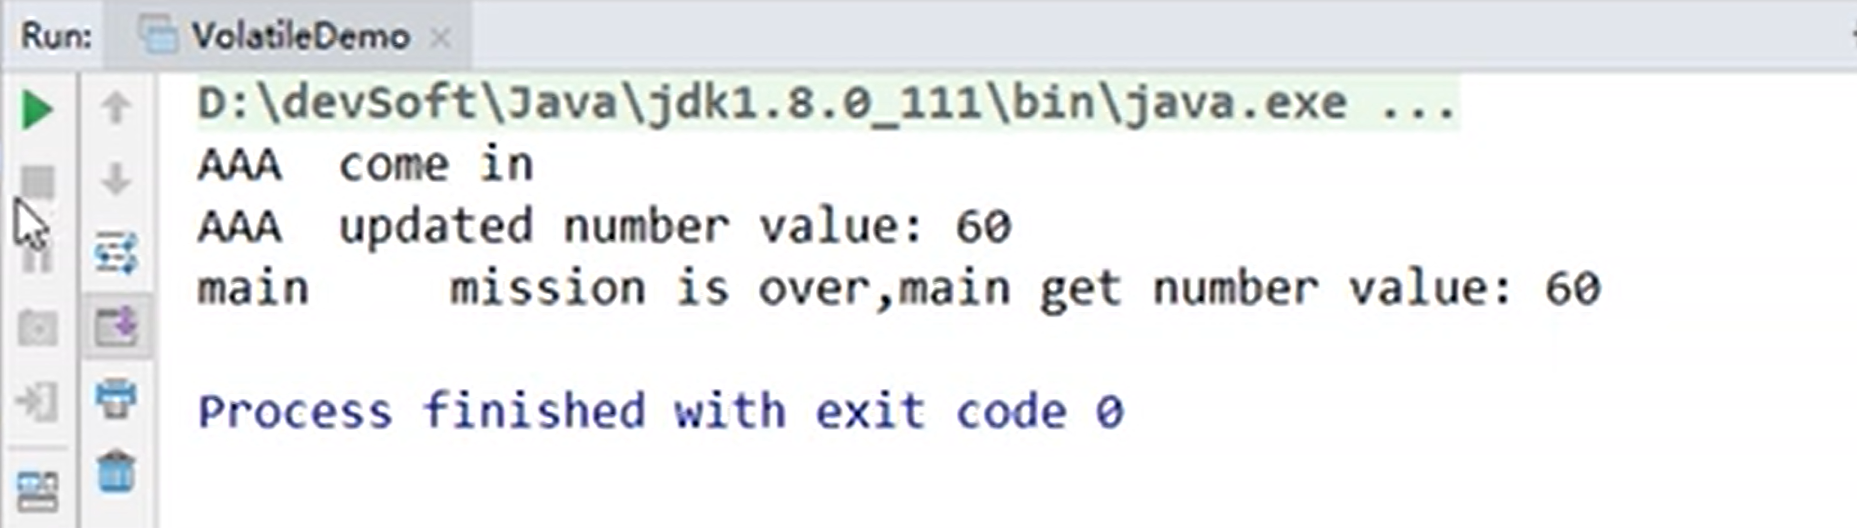 Run: VolatileDemo
D:\devSoft\Java\jdk1.8.0_111\bin\java.exe ...
AAA  come in
AAA  updated number value: 60
main     mission is over,main get number value: 60
Process finished with exit code 0